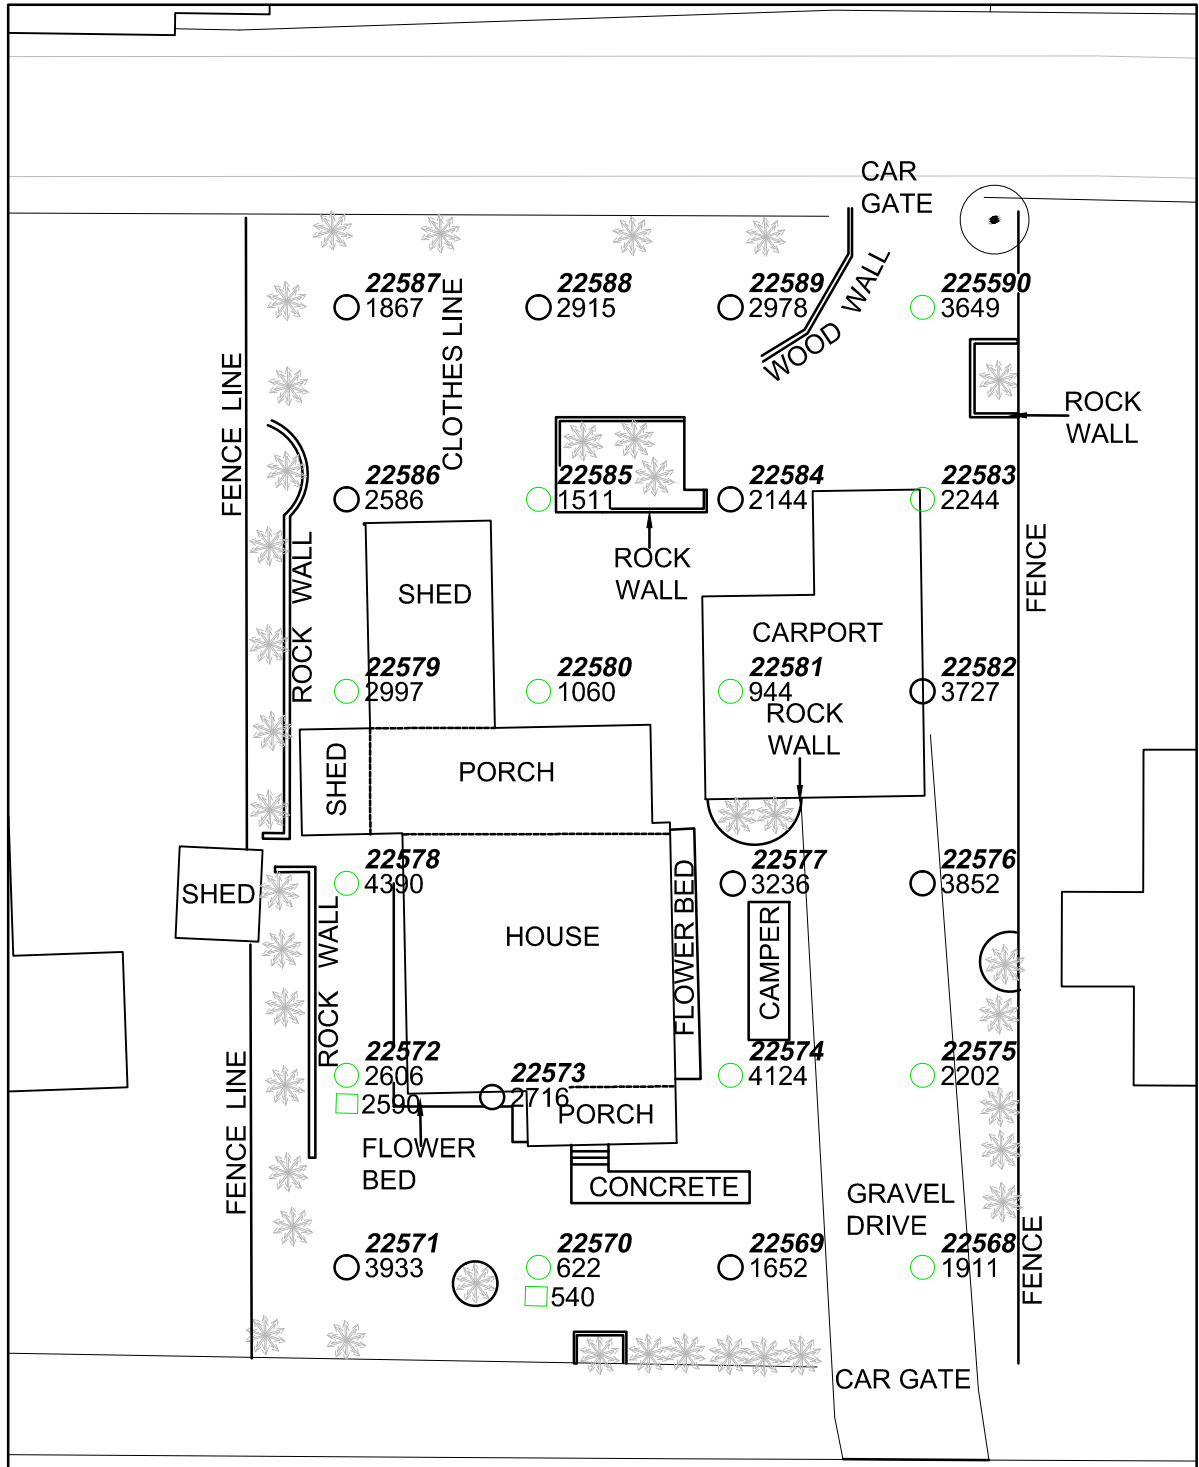 CAR
GATE
22587
1867
22588
2915
22589
2978
225590
3649
CLOTHES LINE
WOOD WALL
FENCE LINE
ROCK
WALL
22586
2586
22585
1511
22584
2144
22583
2244
ROCK
WALL
SHED
ROCK WALL
CARPORT
FENCE
22579
2997
22580
1060
22581
944
22582
3727
ROCK
WALL
SHED
PORCH
22578
4390
22577
3236
22576
3852
SHED
HOUSE
FLOWER BED
CAMPER
ROCK WALL
22572
2606
2590
22573
2716
22574
4124
22575
2202
PORCH
FENCE LINE
FLOWER
BED
CONCRETE
GRAVEL
DRIVE
22571
3933
22570
622
540
22569
1652
22568
1911
FENCE
CAR GATE